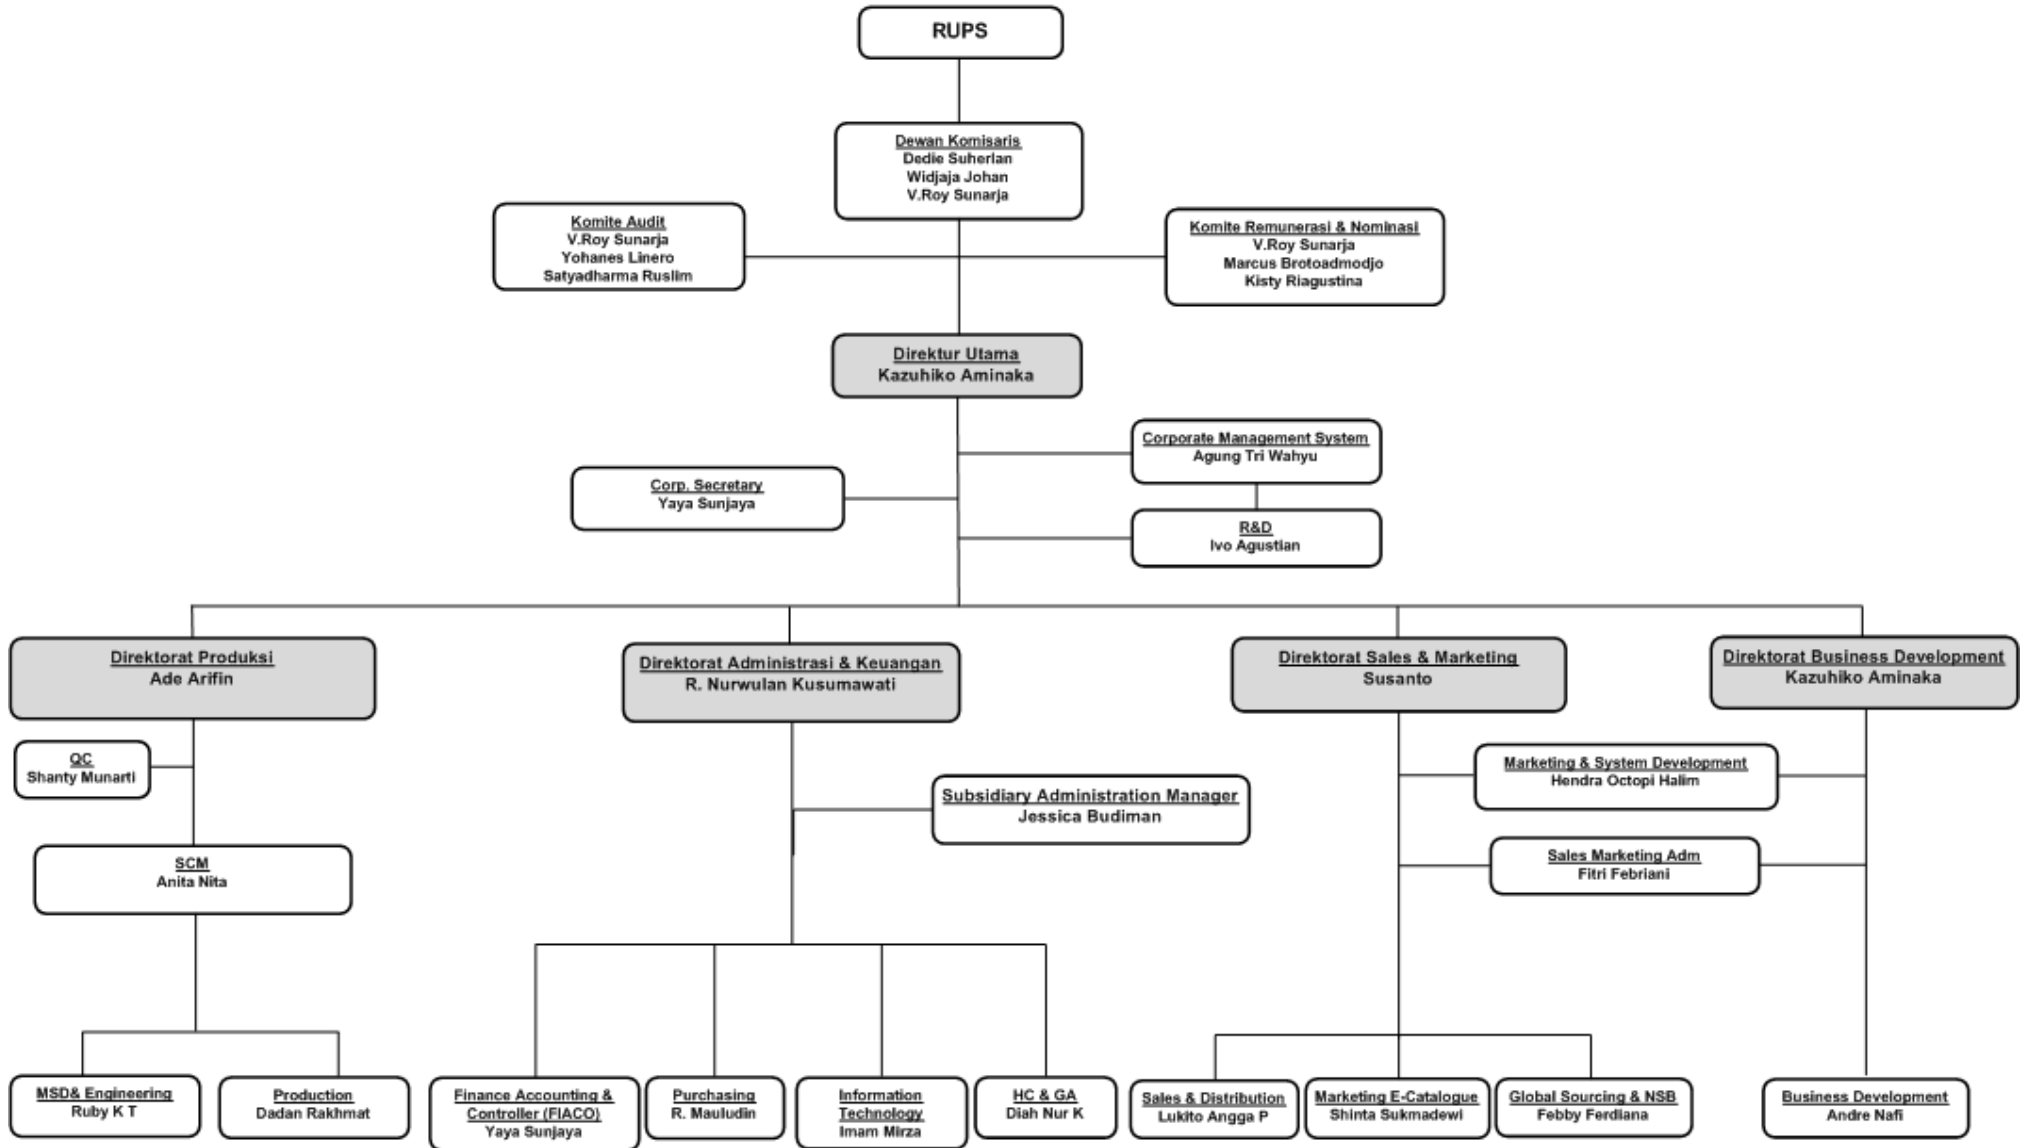 RUPS
Dewan Komisaris
Dedie Suherlan
Widjaja Johan
V.Roy Sunarja
Komite Audit
V.Roy Sunarja
Yohanes Linero
Satyadharma Ruslim
Komite Remunerasi & Nominasi
V.Roy Sunarja
Marcus Brotoadmodjo
Kisty Riagustina
Direktur Utama
Kazuhiko Aminaka
Corporate Management System
Agung Tri Wahyu
Corp. Secretary
Yaya Sunjaya
R&D
Ivo Agustian
Direktorat Produksi
Ade Arifin
Direktorat Administrasi & Keuangan
R. Nurwulan Kusumawati
Direktorat Sales & Marketing
Susanto
Direktorat Business Development
Kazuhiko Aminaka
QC
Shanty Munarti
Marketing & System Development
Hendra Octopi Halim
Subsidiary Administration Manager
Jessica Budiman
SCM
Anita Nita
Sales Marketing Adm
Fitri Febriani
MSD& Engineering
Ruby K T
Production
Dadan Rakhmat
Finance Accounting &
Controller (FIACO)
Yaya Sunjaya
Purchasing
R. Mauludin
Information
Technology
Imam Mirza
HC & GA
Diah Nur K
Sales & Distribution
Lukito Angga P
Marketing E-Catalogue
Shinta Sukmadewi
Global Sourcing & NSB
Febby Ferdiana
Business Development
Andre Nafi